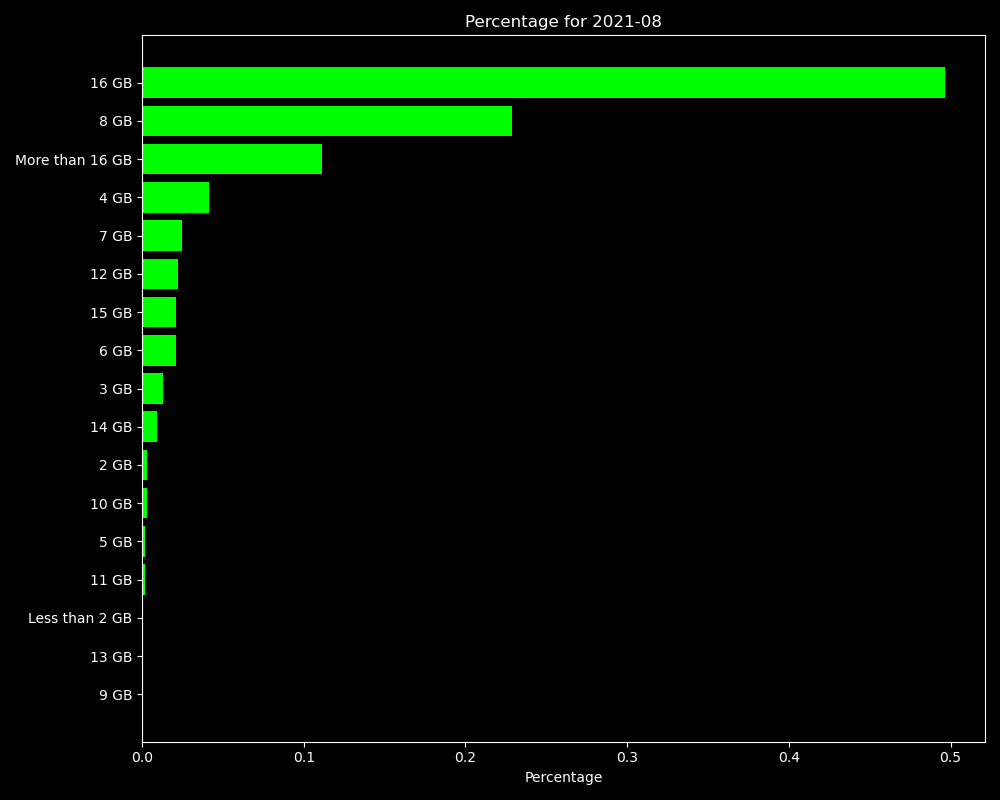 Percentage for 2021-08
16 GB
8 GB
More than 16 GB
4 GB
7 GB
12 GB
15 GB
6 GB
3 GB
14 GB
2 GB
10 GB
5 GB
11 GB
Less than 2 GB
13 GB
9 GB
0.0 0.1 0.2 0.3 0.4 0.5
Percentage